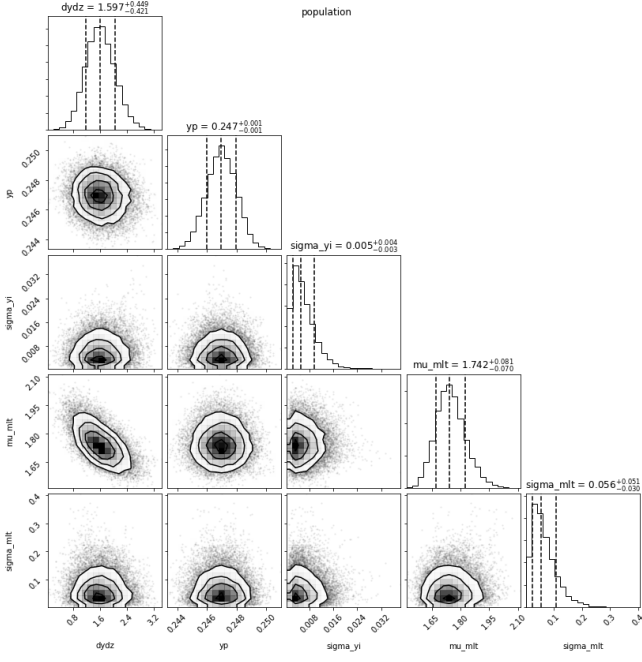 dydz = 1.597^{+0.449}_{-0.421}
population
yp = 0.247^{+0.001}_{-0.001}
0.250
0.248
0.246
0.244
yp
sigma_yi = 0.005^{+0.004}_{-0.003}
0.032
0.024
0.016
0.008
sigma_yi
mu_mlt = 1.742^{+0.081}_{-0.070}
2.10
1.95
1.80
1.65
mu_mlt
sigma_mlt = 0.056^{+0.051}_{-0.030}
0.4
0.3
0.2
0.1
sigma_mlt
0.8 1.6 2.4 3.2 0.244 0.246 0.248 0.250 0.008 0.016 0.024 0.032 1.65 1.80 1.95 2.10 0.1 0.2 0.3 0.4
dydz yp sigma_yi mu_mlt sigma_mlt